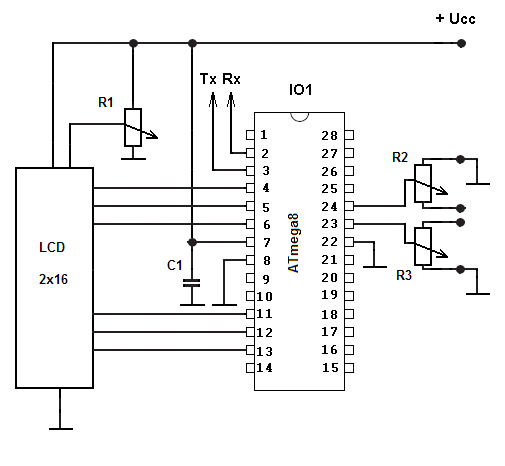 + Ucc
Tx Rx
IO1
R1
1 28
2 27
3 26
4 25
5 24
6 23
7 22
8 21
9 20
10 19
11 18
12 17
13 16
14 15
ATmega8
R2
R3
LCD
2x16
C1